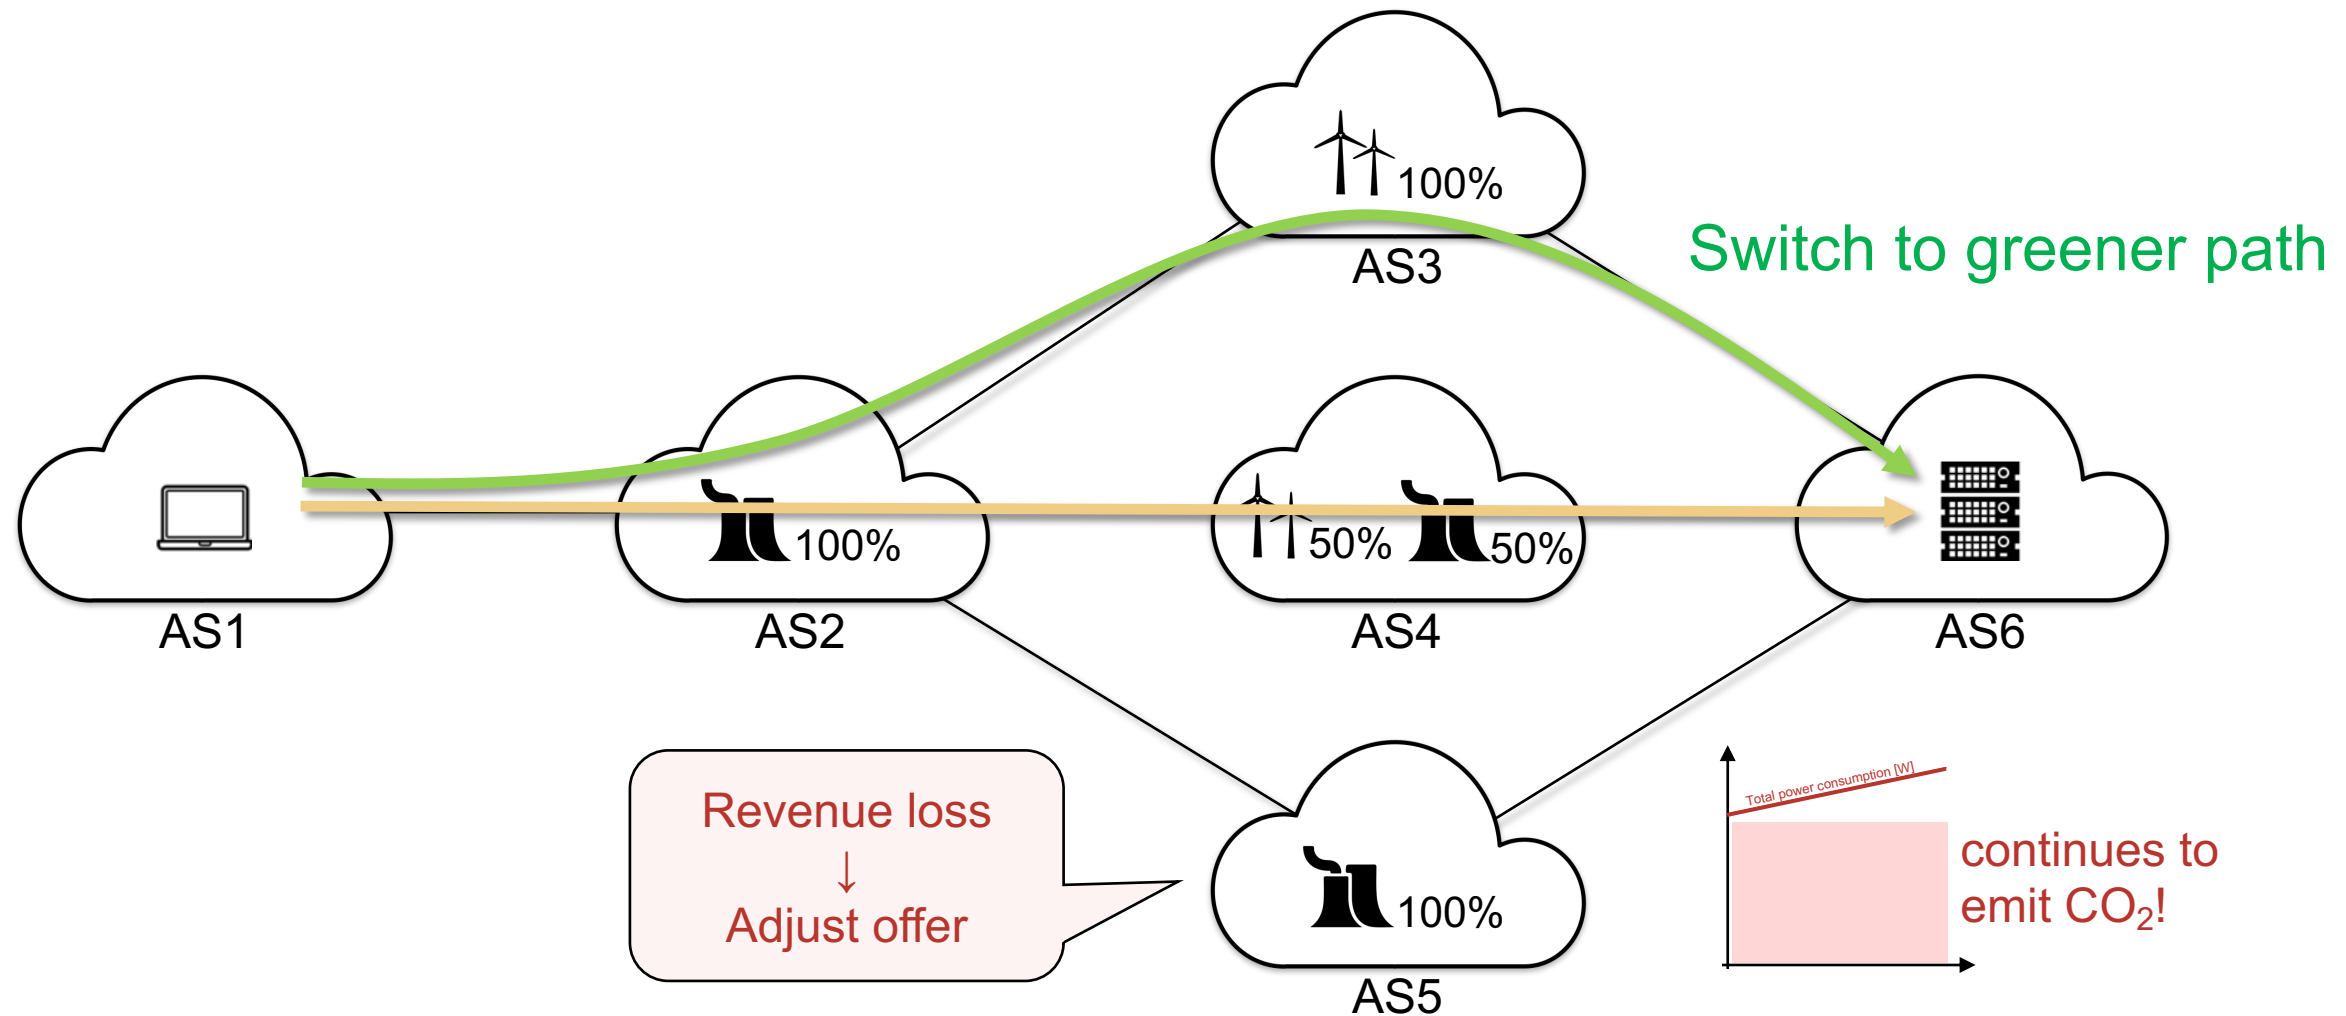 100%
AS3
Switch to greener path
AS1
100%
AS2
50%
50%
AS4
AS6
Revenue loss
↓
Adjust offer
100%
AS5
Total power consumption [W]
continues to
emit CO₂!